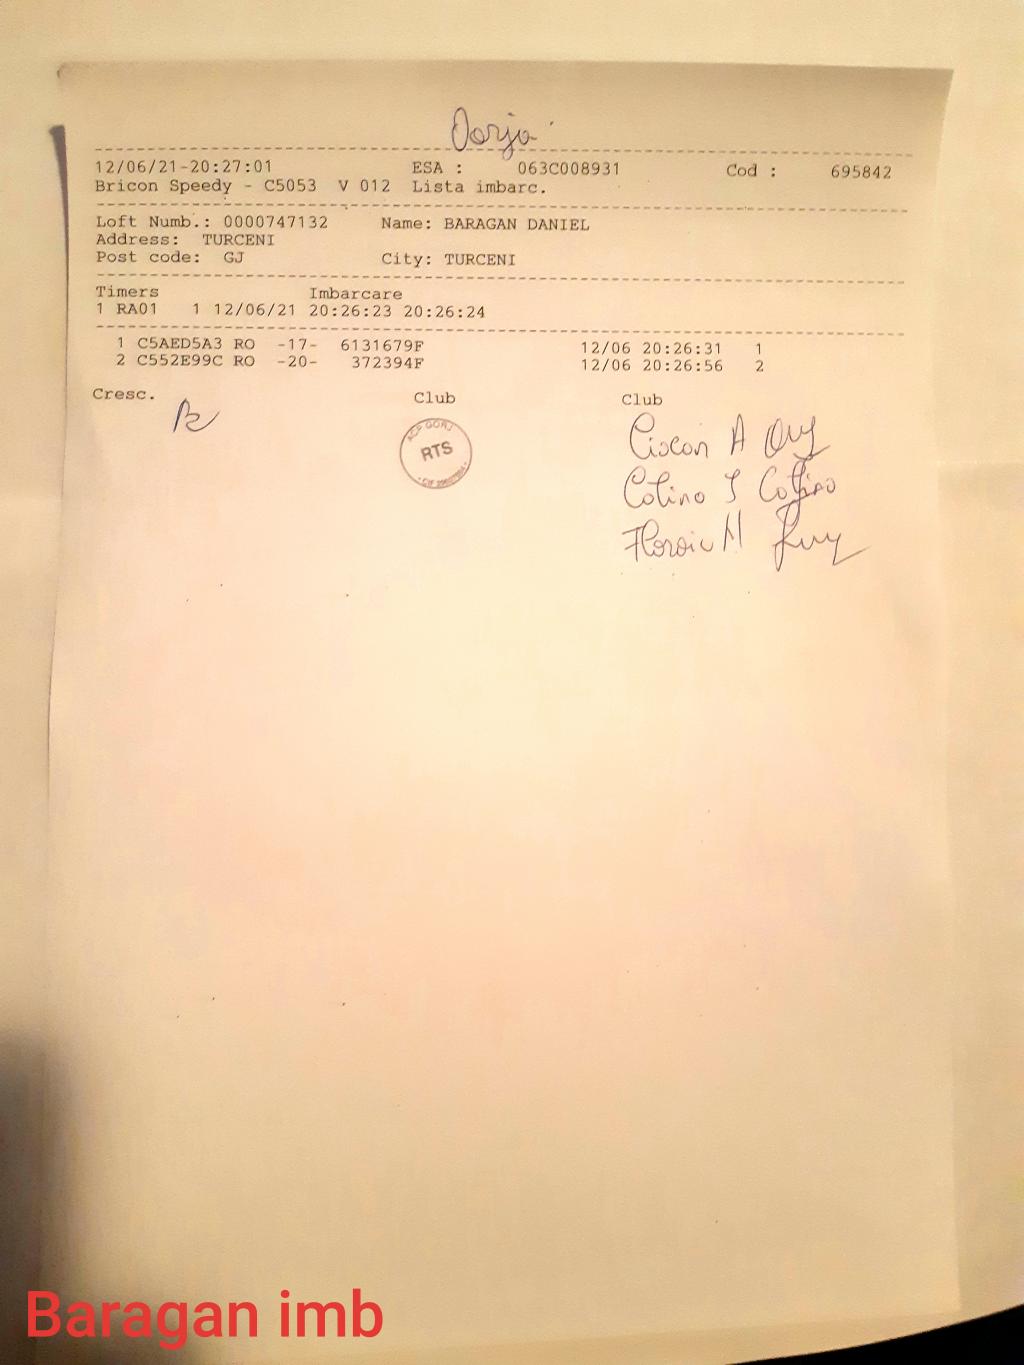 12/06/21-20:27:01 ESA : 063C008931 Cod : 695842
Bricon Speedy - C5053 V 012 Lista imbarc.
Loft Numb.: 0000747132 Name: BARAGAN DANIEL
Address: TURCENI
Post code: GJ City: TURCENI
Timers Imbarcare
1 RA01 1 12/06/21 20:26:23 20:26:24
1 C5AED5A3 RO -17- 6131679F 12/06 20:26:31 1
2 C552E99C RO -20- 372394F 12/06 20:26:56 2
Cresc. Club Club
ACP GORJ
RTS
Colino
Baragan imb